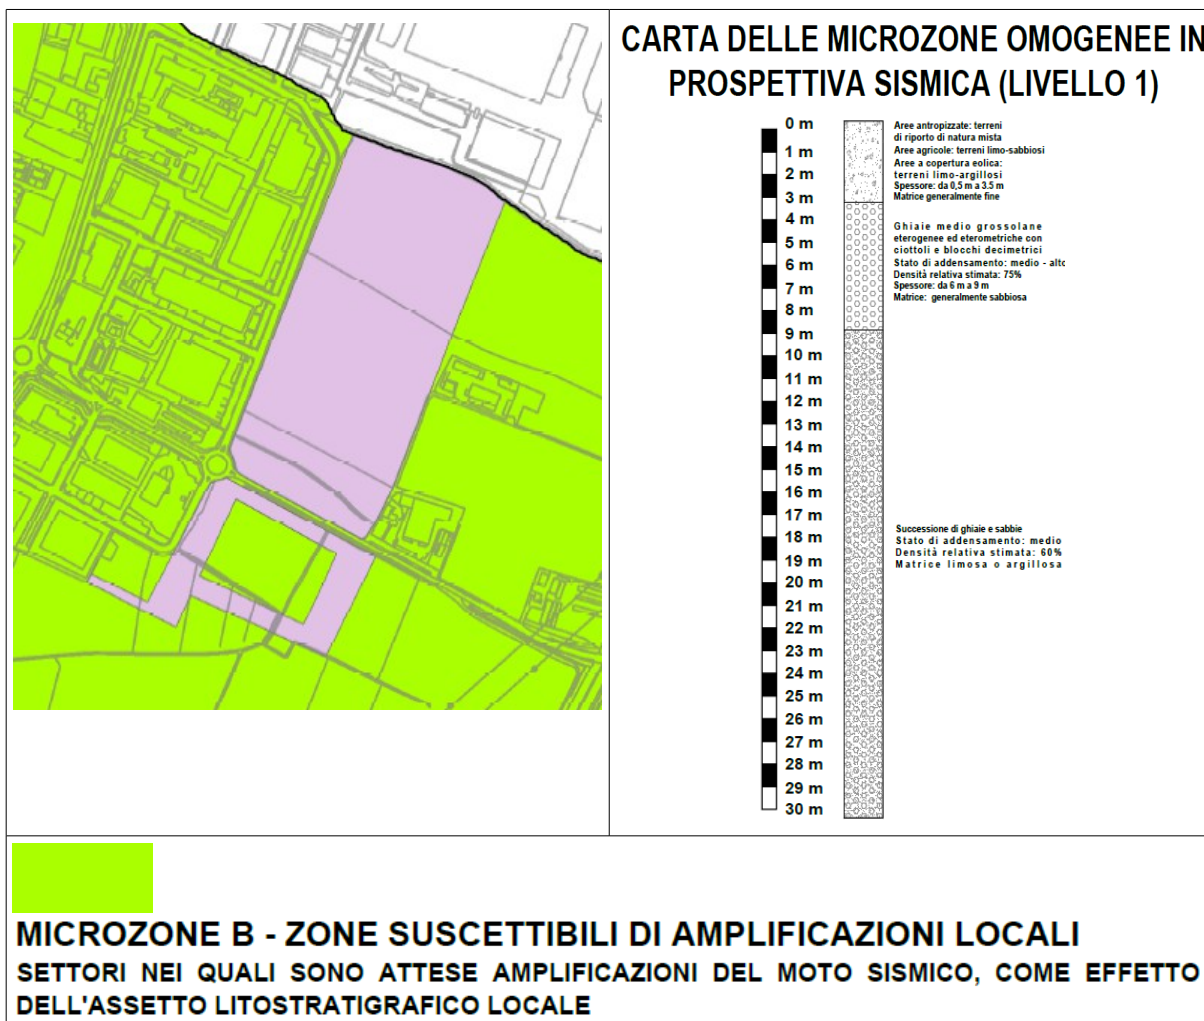 CARTA DELLE MICROZONE OMOGENEE IN
PROSPETTIVA SISMICA (LIVELLO 1)
0 m
1 m
2 m
3 m
4 m
5 m
6 m
7 m
8 m
9 m
10 m
11 m
12 m
13 m
14 m
15 m
16 m
17 m
18 m
19 m
20 m
21 m
22 m
23 m
24 m
25 m
26 m
27 m
28 m
29 m
30 m
Aree antropizzate: terreni
di riporto di natura mista
Aree agricole: terreni limo-sabbiosi
Area a copertura eolica:
terreni limo-argillosi
Spessore: da 0,5 m a 3.5 m
Matrice generalmente fine
Ghiaie medio grossolane
eterogenee ed eterometriche con
ciottoli e blocchi decimetrici
Stato di addensamento: medio - alto
Densità relativa stimata: 75%
Spessore: da 6 m a 9 m
Matrice: generalmente sabbiosa
Successione di ghiaie e sabbie
Stato di addensamento: medio
Densità relativa stimata: 60%
Matrice limosa o argillosa
MICROZONE B - ZONE SUSCETTIBILI DI AMPLIFICAZIONI LOCALI
SETTORI NEI QUALI SONO ATTESE AMPLIFICAZIONI DEL MOTO SISMICO, COME EFFETTO
DELL'ASSETTO LITOSTRATIGRAFICO LOCALE